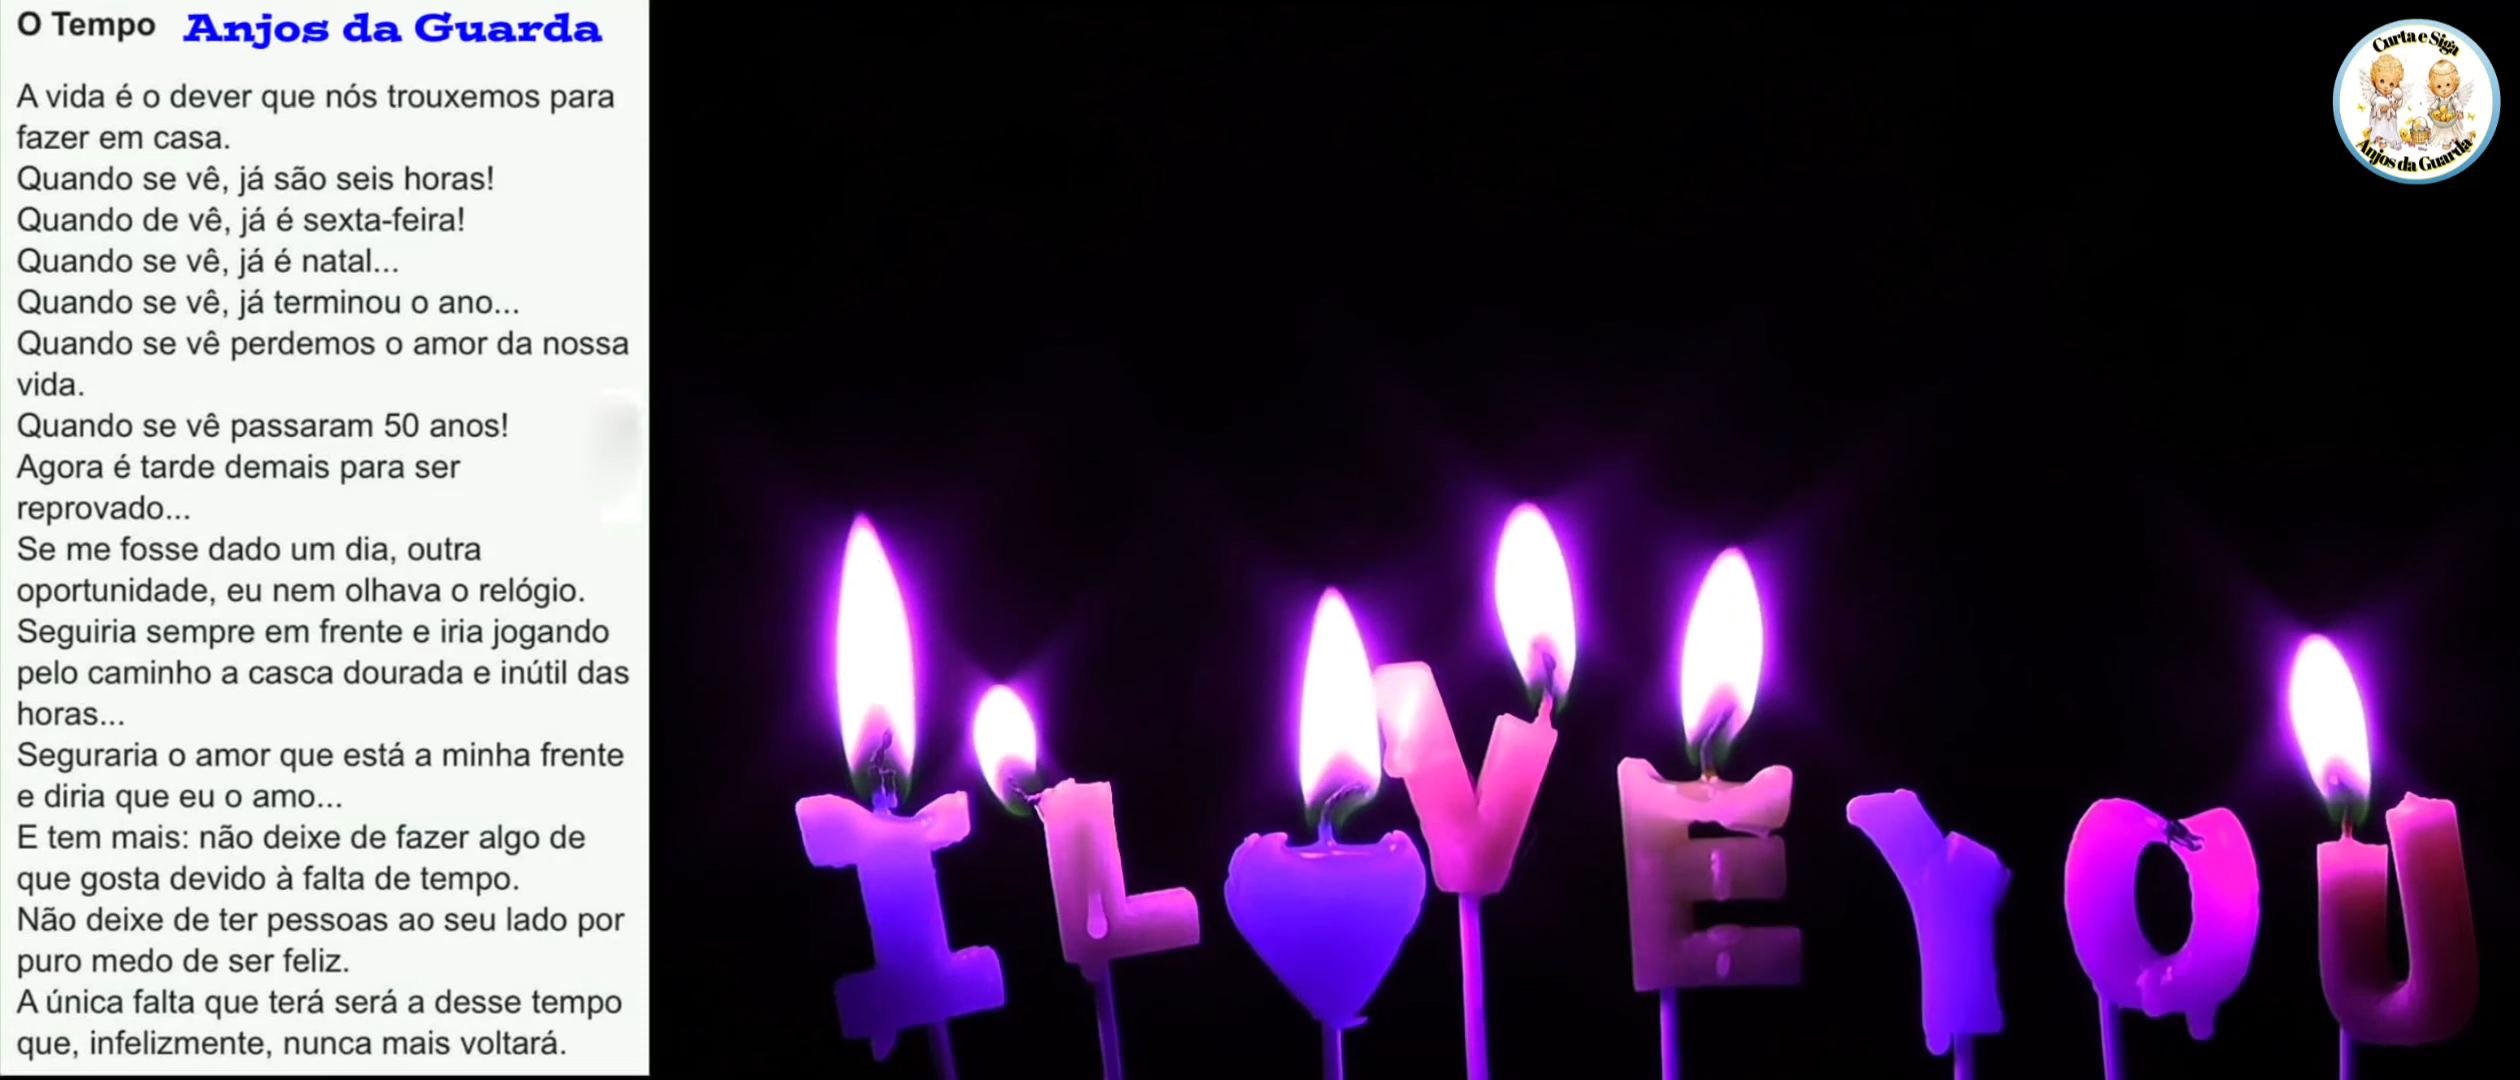 O Tempo Anjos da Guarda
A vida é o dever que nós trouxemos para
fazer em casa.
Quando se vê, já são seis horas!
Quando de vê, já é sexta-feira!
Quando se vê, já é natal...
Quando se vê, já terminou o ano...
Quando se vê perdemos o amor da nossa
vida.
Quando se vê passaram 50 anos!
Agora é tarde demais para ser
reprovado...
Se me fosse dado um dia, outra
oportunidade, eu nem olhava o relógio.
Seguiria sempre em frente e iria jogando
pelo caminho a casca dourada e inútil das
horas...
Seguraria o amor que está a minha frente
e diria que eu o amo...
E tem mais: não deixe de fazer algo de
que gosta devido à falta de tempo.
Não deixe de ter pessoas ao seu lado por
puro medo de ser feliz.
A única falta que terá será a desse tempo
que, infelizmente, nunca mais voltará.
Curta e Siga
Anjos da Guarda
I L VE YOU